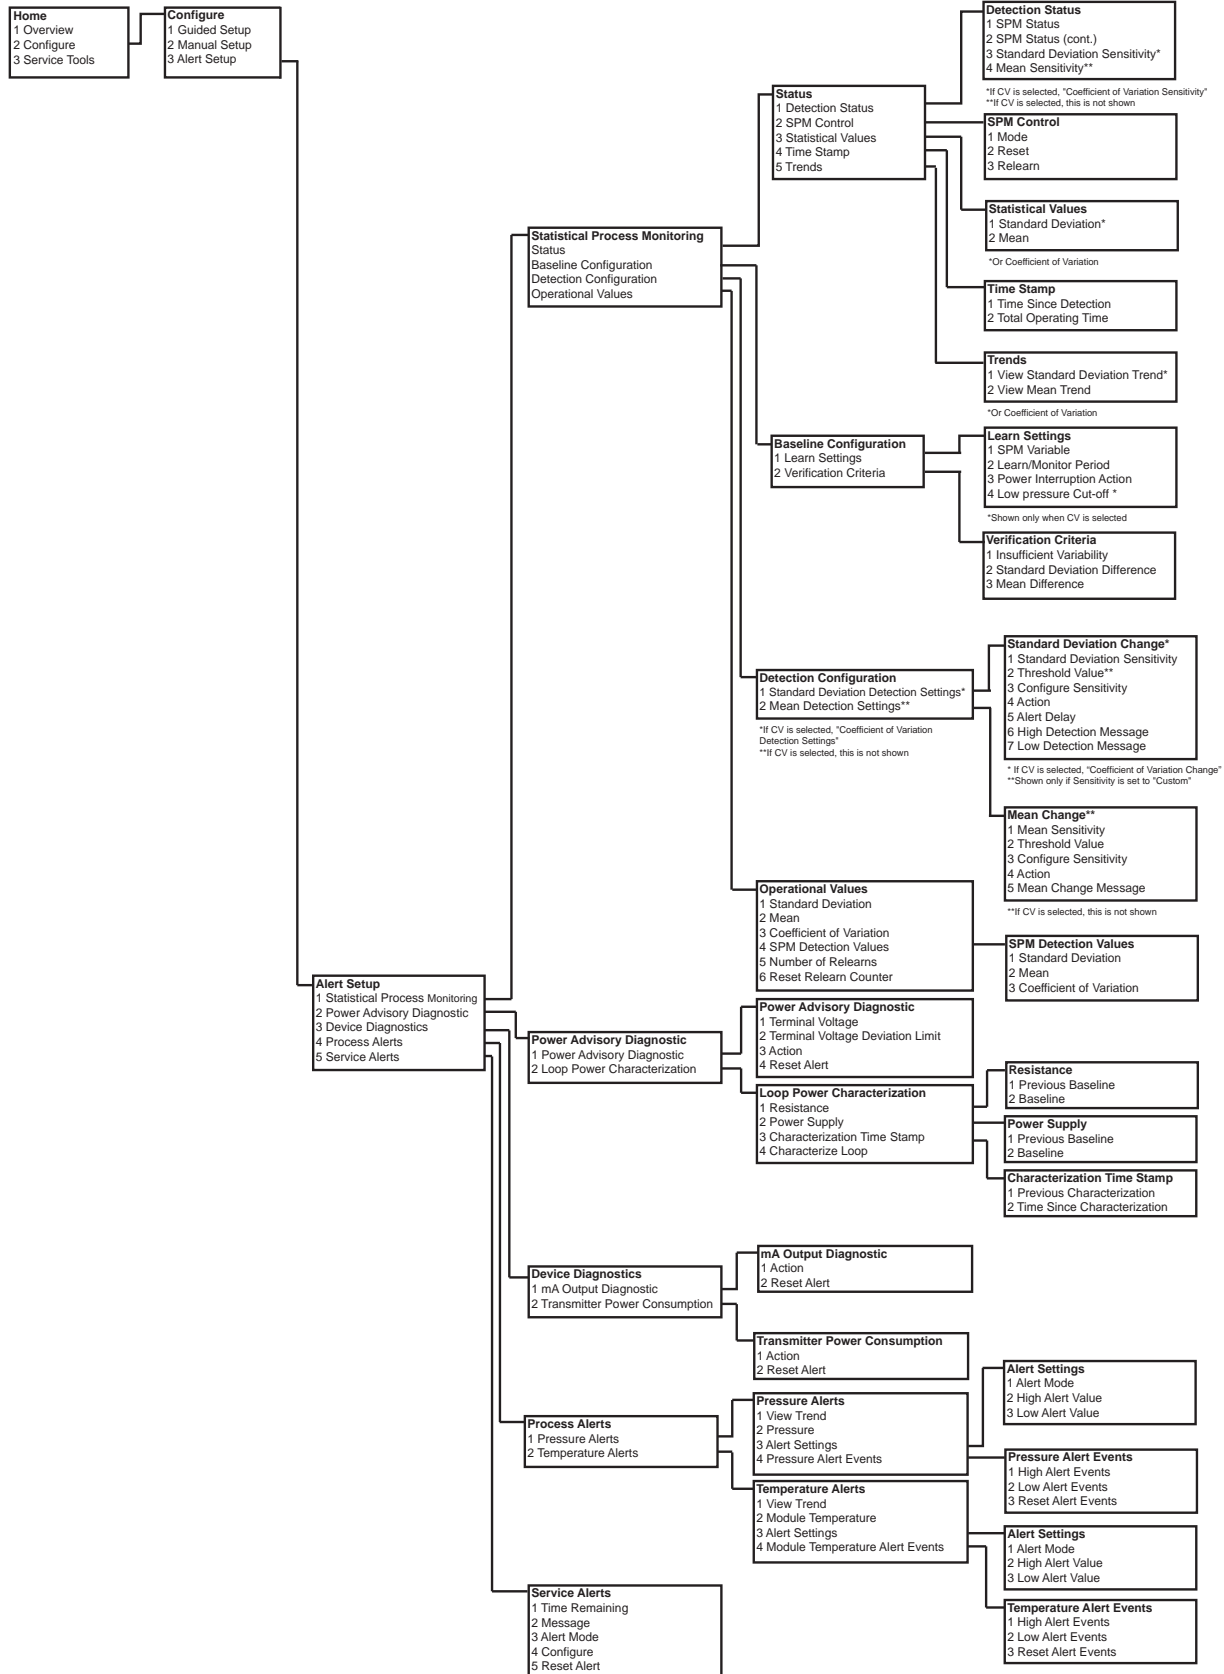 Home
1 Overview
2 Configure
3 Service Tools
Configure
1 Guided Setup
2 Manual Setup
3 Alert Setup
Alert Setup
1 Statistical Process Monitoring
2 Power Advisory Diagnostic
3 Device Diagnostics
4 Process Alerts
5 Service Alerts
Statistical Process Monitoring
Status
Baseline Configuration
Detection Configuration
Operational Values
Status
1 Detection Status
2 SPM Control
3 Statistical Values
4 Time Stamp
5 Trends
Detection Status
1 SPM Status
2 SPM Status (cont.)
3 Standard Deviation Sensitivity*
4 Mean Sensitivity**
*If CV is selected, "Coefficient of Variation Sensitivity"
**If CV is selected, this is not shown
SPM Control
1 Mode
2 Reset
3 Relearn
Statistical Values
1 Standard Deviation*
2 Mean
*Or Coefficient of Variation
Time Stamp
1 Time Since Detection
2 Total Operating Time
Trends
1 View Standard Deviation Trend*
2 View Mean Trend
*Or Coefficient of Variation
Baseline Configuration
1 Learn Settings
2 Verification Criteria
Learn Settings
1 SPM Variable
2 Learn/Monitor Period
3 Power Interruption Action
4 Low pressure Cut-off *
*Shown only when CV is selected
Verification Criteria
1 Insufficient Variability
2 Standard Deviation Difference
3 Mean Difference
Detection Configuration
1 Standard Deviation Detection Settings*
2 Mean Detection Settings**
*If CV is selected, "Coefficient of Variation
Detection Settings"
**If CV is selected, this is not shown
Standard Deviation Change*
1 Standard Deviation Sensitivity
2 Threshold Value**
3 Configure Sensitivity
4 Action
5 Alert Delay
6 High Detection Message
7 Low Detection Message
* If CV is selected, "Coefficient of Variation Change"
**Shown only if Sensitivity is set to "Custom"
Mean Change**
1 Mean Sensitivity
2 Threshold Value
3 Configure Sensitivity
4 Action
5 Mean Change Message
**If CV is selected, this is not shown
Operational Values
1 Standard Deviation
2 Mean
3 Coefficient of Variation
4 SPM Detection Values
5 Number of Relearns
6 Reset Relearn Counter
SPM Detection Values
1 Standard Deviation
2 Mean
3 Coefficient of Variation
Power Advisory Diagnostic
1 Power Advisory Diagnostic
2 Loop Power Characterization
Power Advisory Diagnostic
1 Terminal Voltage
2 Terminal Voltage Deviation Limit
3 Action
4 Reset Alert
Loop Power Characterization
1 Resistance
2 Power Supply
3 Characterization Time Stamp
4 Characterize Loop
Resistance
1 Previous Baseline
2 Baseline
Power Supply
1 Previous Baseline
2 Baseline
Characterization Time Stamp
1 Previous Characterization
2 Time Since Characterization
Device Diagnostics
1 mA Output Diagnostic
2 Transmitter Power Consumption
mA Output Diagnostic
1 Action
2 Reset Alert
Transmitter Power Consumption
1 Action
2 Reset Alert
Process Alerts
1 Pressure Alerts
2 Temperature Alerts
Pressure Alerts
1 View Trend
2 Pressure
3 Alert Settings
4 Pressure Alert Events
Alert Settings
1 Alert Mode
2 High Alert Value
3 Low Alert Value
Pressure Alert Events
1 High Alert Events
2 Low Alert Events
3 Reset Alert Events
Temperature Alerts
1 View Trend
2 Module Temperature
3 Alert Settings
4 Module Temperature Alert Events
Alert Settings
1 Alert Mode
2 High Alert Value
3 Low Alert Value
Temperature Alert Events
1 High Alert Events
2 Low Alert Events
3 Reset Alert Events
Service Alerts
1 Time Remaining
2 Message
3 Alert Mode
4 Configure
5 Reset Alert